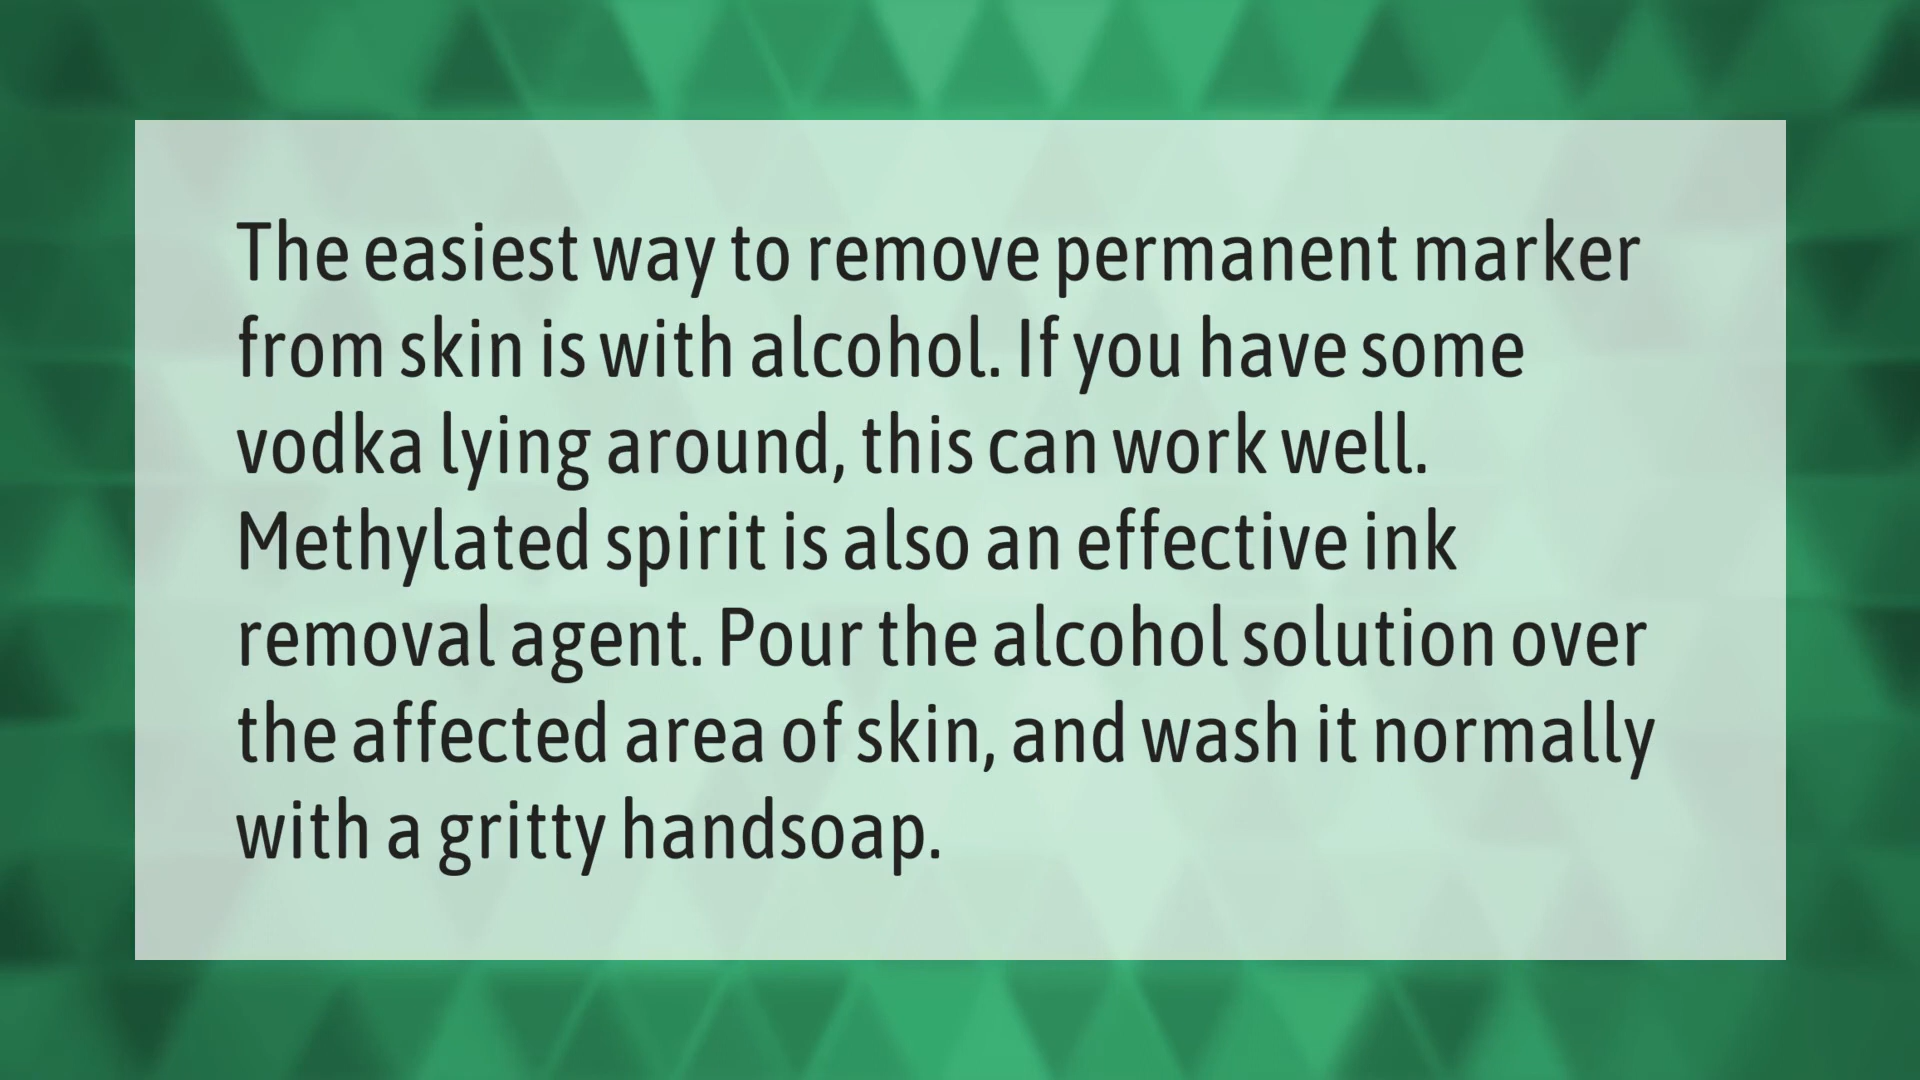 The easiest way to remove permanent marker
from skin is with alcohol. If you have some
vodka lying around, this can work well.
Methylated spirit is also an effective ink
removal agent. Pour the alcohol solution over
the affected area of skin, and wash it normally
with a gritty handsoap.